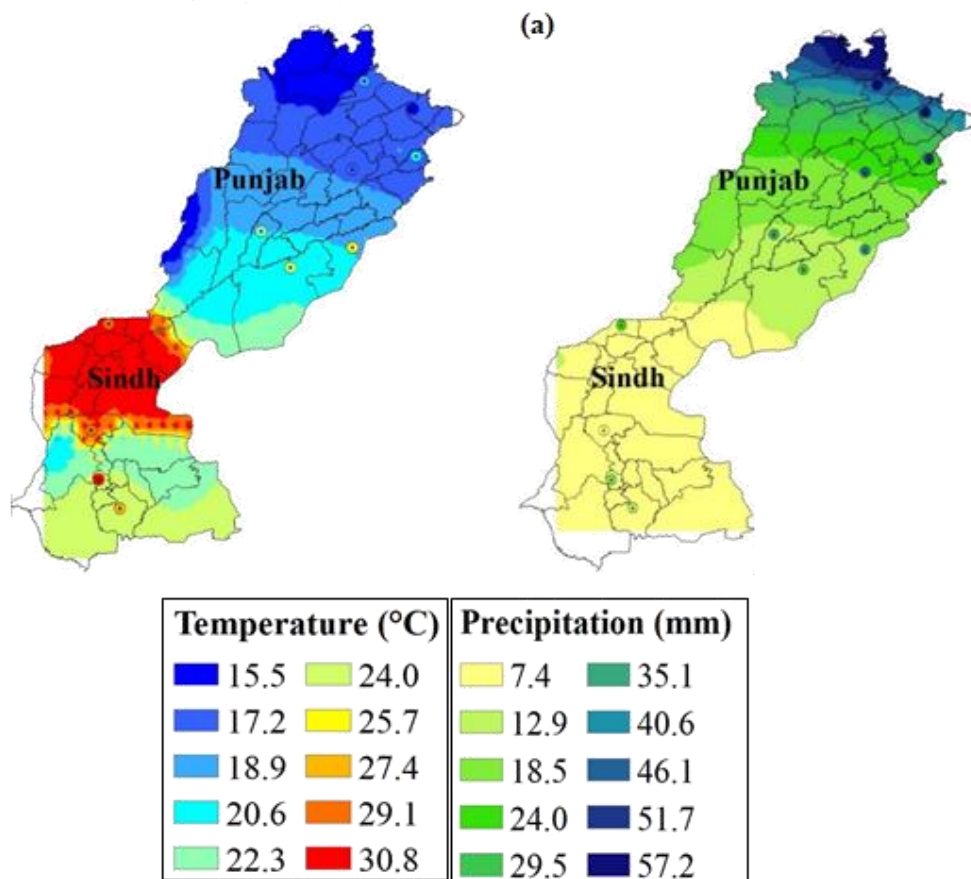 (a)
Punjab
Punjab
Sindh
Sindh
Temperature (°C)
15.5 24.0
17.2 25.7
18.9 27.4
20.6 29.1
22.3 30.8
Precipitation (mm)
7.4 35.1
12.9 40.6
18.5 46.1
24.0 51.7
29.5 57.2